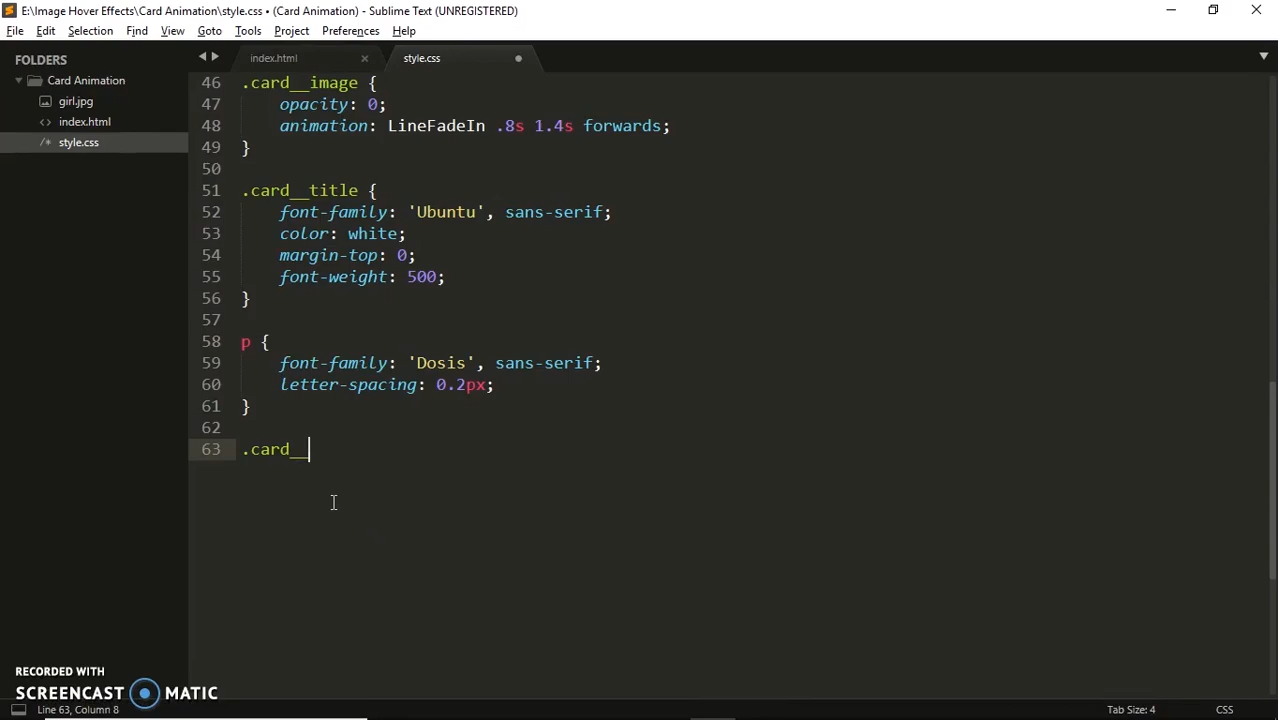 E:\Image Hover Effects\Card Animation\style.css • (Card Animation) - Sublime Text (UNREGISTERED)
File Edit Selection Find View Goto Tools Project Preferences Help
FOLDERS
Card Animation
girl.jpg
<> index.html
/* style.css
index.html
style.css
46 .card__image {
47 opacity: 0;
48 animation: LineFadeIn .8s 1.4s forwards;
49 }
50
51 .card__title {
52 font-family: 'Ubuntu', sans-serif;
53 color: white;
54 margin-top: 0;
55 font-weight: 500;
56 }
57
58 p {
59 font-family: 'Dosis', sans-serif;
60 letter-spacing: 0.2px;
61 }
62
63 .card__
RECORDED WITH
SCREENCAST MATIC
Line 63, Column 8
Tab Size: 4
CSS